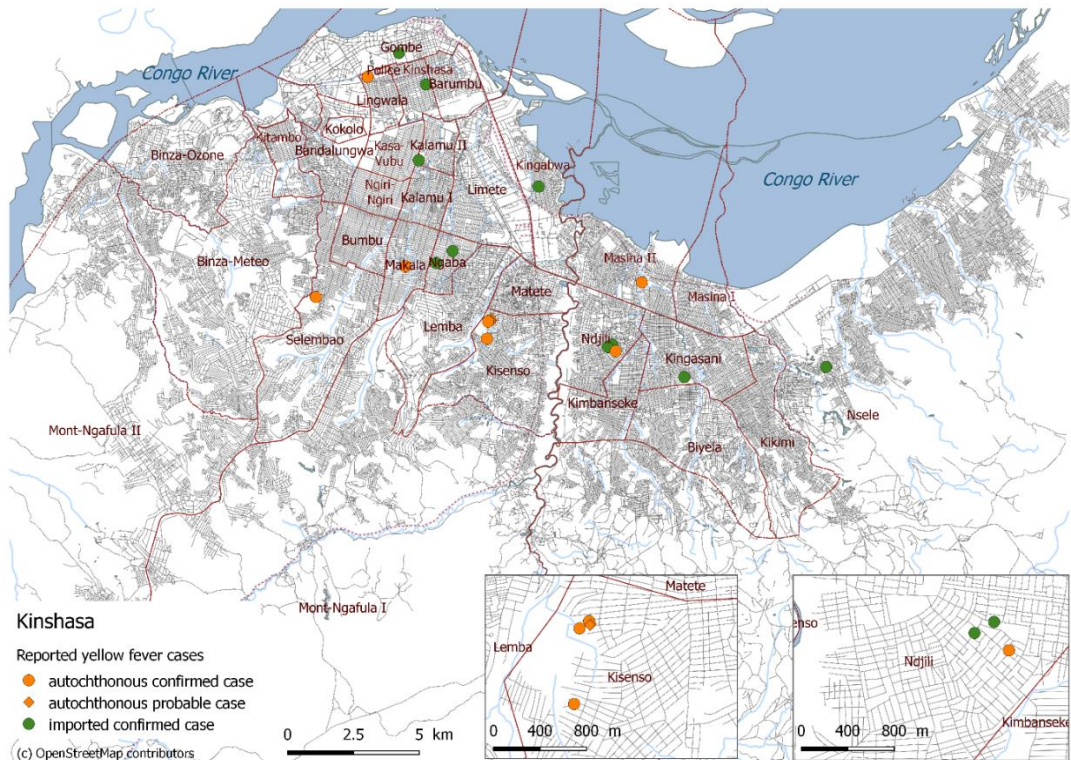 Gombe
Congo River
Police
Kinshasa
Barumbu
Lingwala
Kokolo
Kitambo
Bandalungwa
Kasa-
Vubu
Kalamu II
Binza-Ozone
Kingabwa
Congo River
Limete
Ngiri-
Ngiri
Kalamu I
Bumbu
Binza-Meteo
Makala
Ngaba
Masina II
Matete
Masina I
Lemba
Selembao
Ndjili
Kingasani
Kisenso
Kimbanseke
Nsele
Mont-Ngafula II
Biyela
Kikimi
Mont-Ngafula I
Kinshasa
Reported yellow fever cases
autochthonous confirmed case
autochthonous probable case
imported confirmed case
(c) OpenStreetMap contributors
0 2.5 5 km
Matete
Lemba
Kisenso
0 400 800 m
enso
Ndjili
Kimbanseke
0 400 800 m